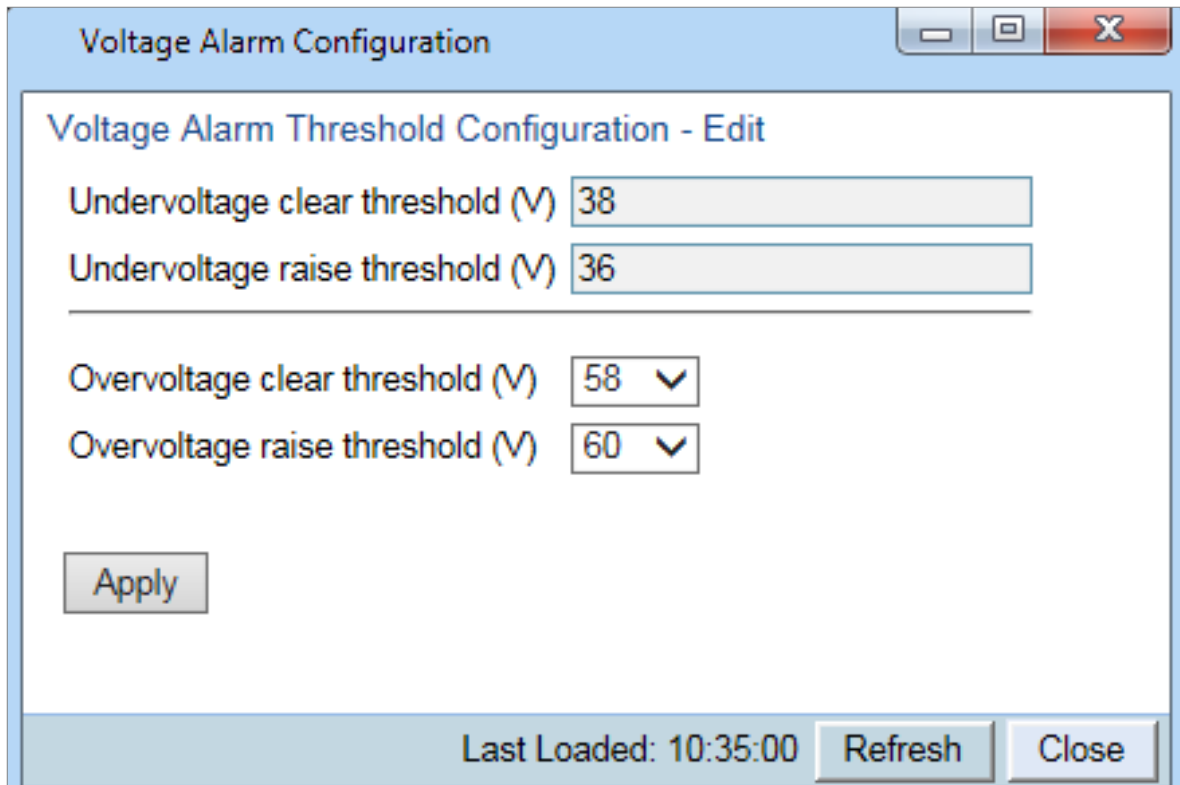 Voltage Alarm Configuration
Voltage Alarm Threshold Configuration - Edit
Undervoltage clear threshold (V) 38
Undervoltage raise threshold (V) 36
Overvoltage clear threshold (V) 58
Overvoltage raise threshold (V) 60
Apply
Last Loaded: 10:35:00 Refresh Close